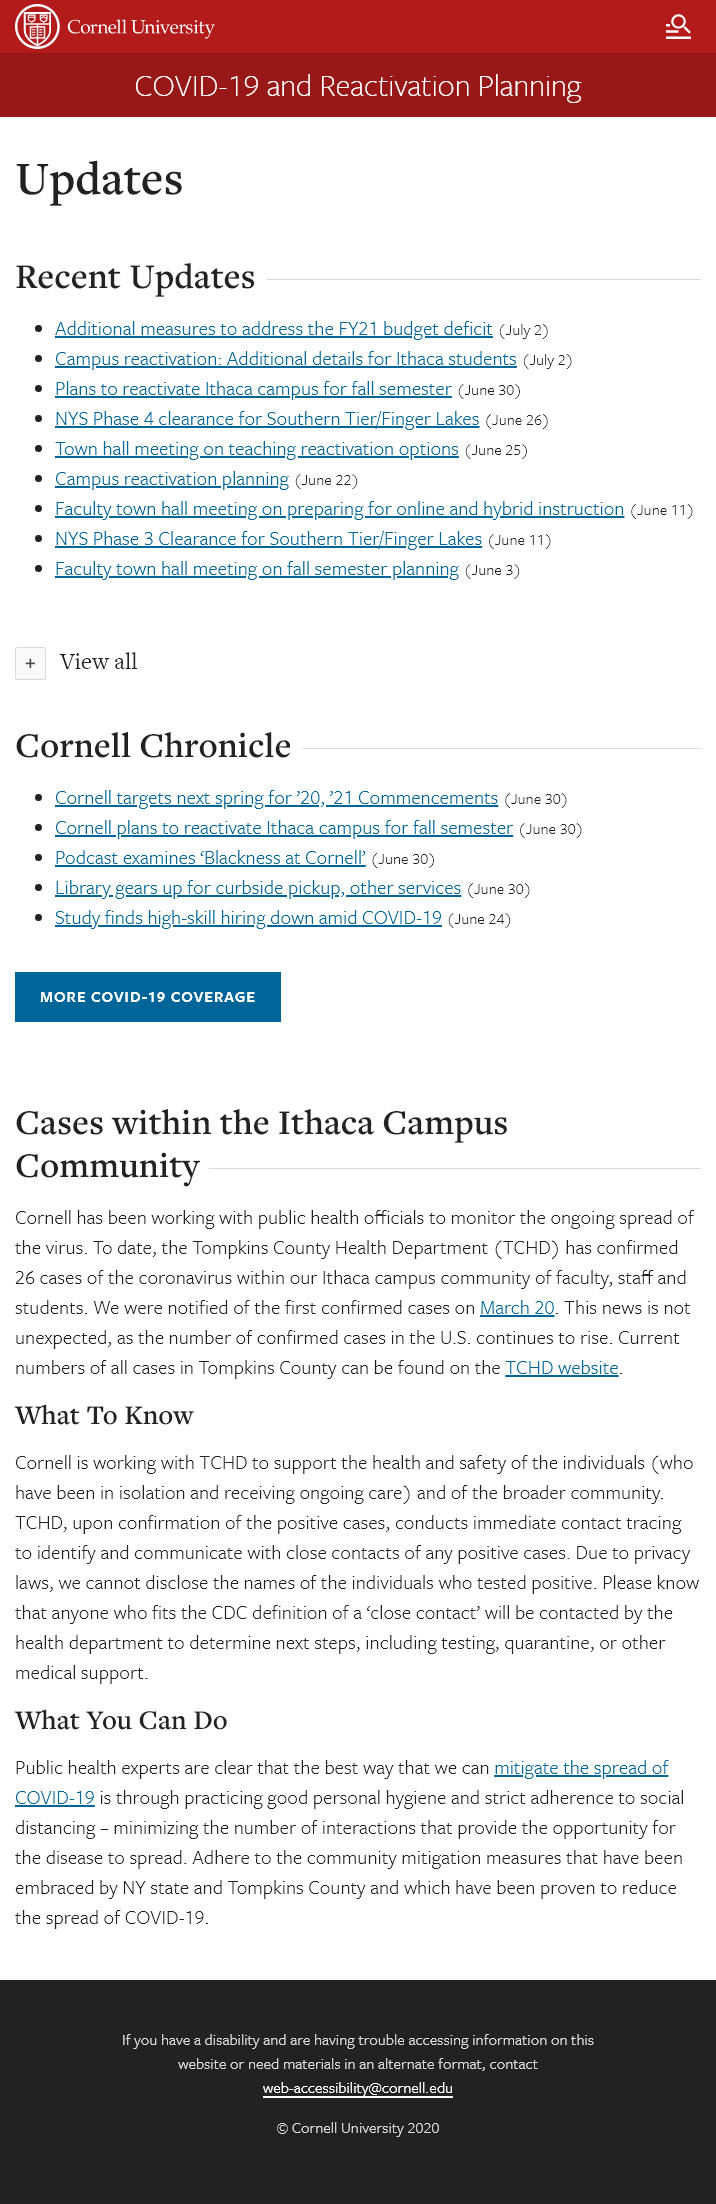 Cornell University
COVID-19 and Reactivation Planning
Updates
Recent Updates
Additional measures to address the FY21 budget deficit (July 2)
Campus reactivation: Additional details for Ithaca students (July 2)
Plans to reactivate Ithaca campus for fall semester (June 30)
NYS Phase 4 clearance for Southern Tier/Finger Lakes (June 26)
Town hall meeting on teaching reactivation options (June 25)
Campus reactivation planning (June 22)
Faculty town hall meeting on preparing for online and hybrid instruction (June 11)
NYS Phase 3 Clearance for Southern Tier/Finger Lakes (June 11)
Faculty town hall meeting on fall semester planning (June 3)
+ View all
Cornell Chronicle
Cornell targets next spring for ’20, ’21 Commencements (June 30)
Cornell plans to reactivate Ithaca campus for fall semester (June 30)
Podcast examines ‘Blackness at Cornell’ (June 30)
Library gears up for curbside pickup, other services (June 30)
Study finds high-skill hiring down amid COVID-19 (June 24)
MORE COVID-19 COVERAGE
Cases within the Ithaca Campus
Community
Cornell has been working with public health officials to monitor the ongoing spread of
the virus. To date, the Tompkins County Health Department (TCHD) has confirmed
26 cases of the coronavirus within our Ithaca campus community of faculty, staff and
students. We were notified of the first confirmed cases on March 20. This news is not
unexpected, as the number of confirmed cases in the U.S. continues to rise. Current
numbers of all cases in Tompkins County can be found on the TCHD website.
What To Know
Cornell is working with TCHD to support the health and safety of the individuals (who
have been in isolation and receiving ongoing care) and of the broader community.
TCHD, upon confirmation of the positive cases, conducts immediate contact tracing
to identify and communicate with close contacts of any positive cases. Due to privacy
laws, we cannot disclose the names of the individuals who tested positive. Please know
that anyone who fits the CDC definition of a ‘close contact’ will be contacted by the
health department to determine next steps, including testing, quarantine, or other
medical support.
What You Can Do
Public health experts are clear that the best way that we can mitigate the spread of
COVID-19 is through practicing good personal hygiene and strict adherence to social
distancing – minimizing the number of interactions that provide the opportunity for
the disease to spread. Adhere to the community mitigation measures that have been
embraced by NY state and Tompkins County and which have been proven to reduce
the spread of COVID-19.
If you have a disability and are having trouble accessing information on this
website or need materials in an alternate format, contact
web-accessibility@cornell.edu
© Cornell University 2020